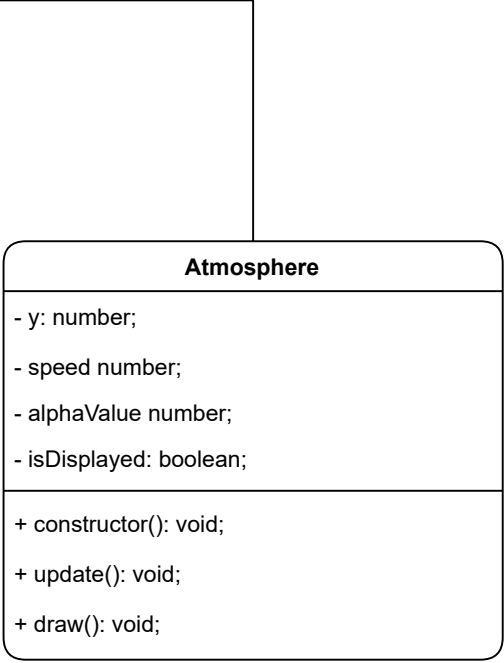 Atmosphere
- y: number;
- speed number;
- alphaValue number;
- isDisplayed: boolean;
+ constructor(): void;
+ update(): void;
+ draw(): void;